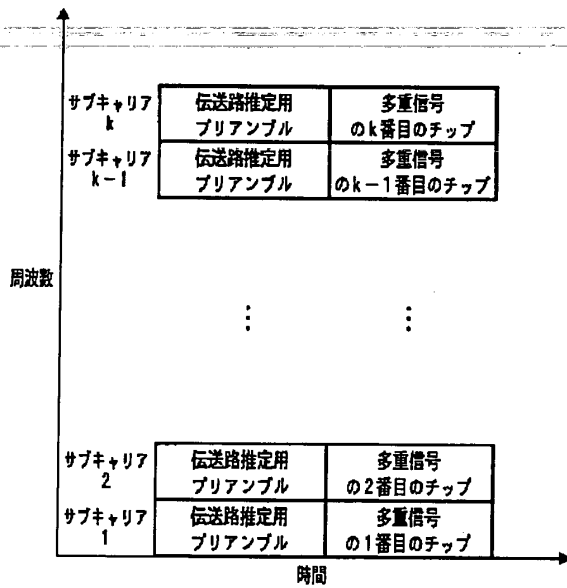 サブキャリア
k
伝送路推定用
プリアンブル
多重信号
のk番目のチップ
サブキャリア
k-1
伝送路推定用
プリアンブル
多重信号
のk-1番目のチップ
周波数
サブキャリア
2
伝送路推定用
プリアンブル
多重信号
の2番目のチップ
サブキャリア
1
伝送路推定用
プリアンブル
多重信号
の1番目のチップ
時間